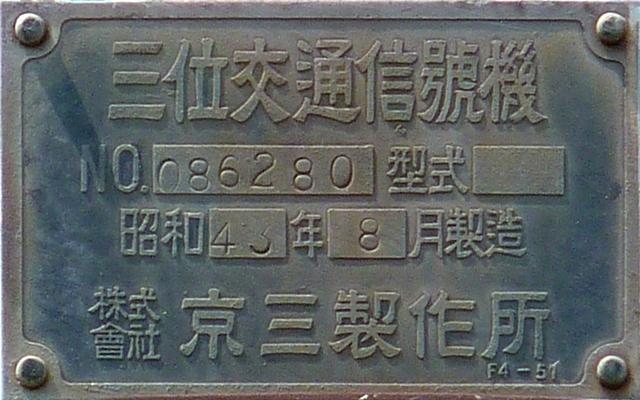 三位交通信號機
NO.086280 型式
昭和43年8月製造
株式會社 京三製作所
F4-51